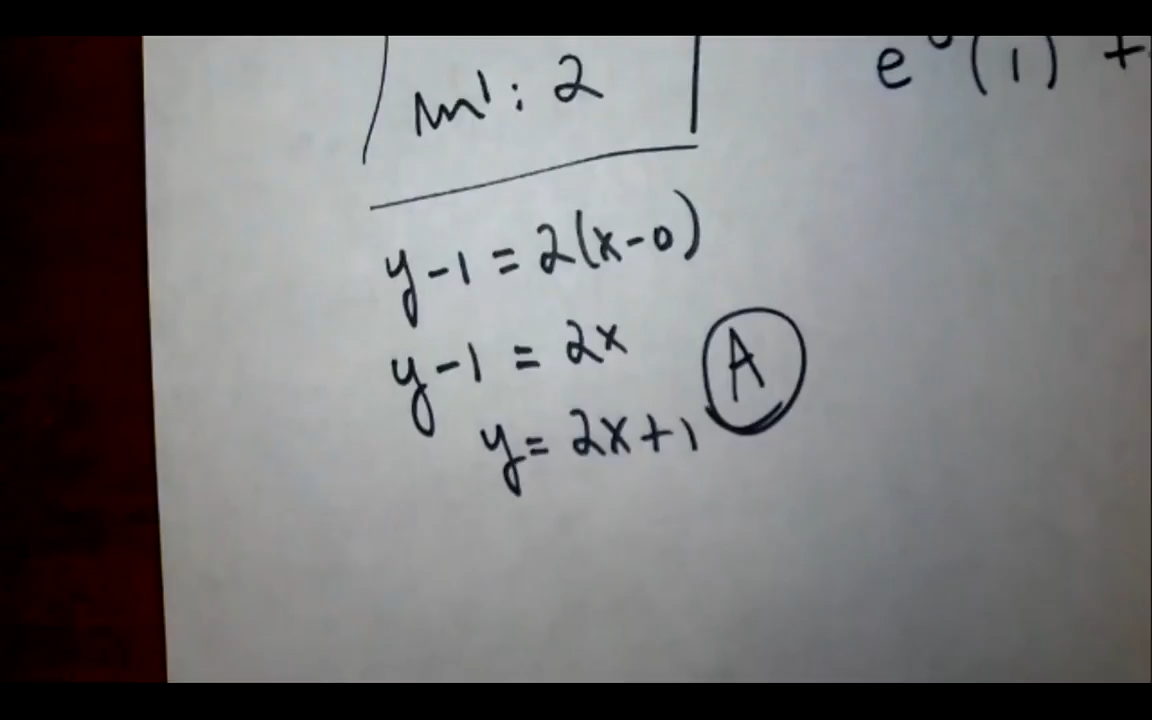 m': 2
e⁰(1) +
y-1 = 2(x-0)
y-1 = 2x
A
y = 2x+1